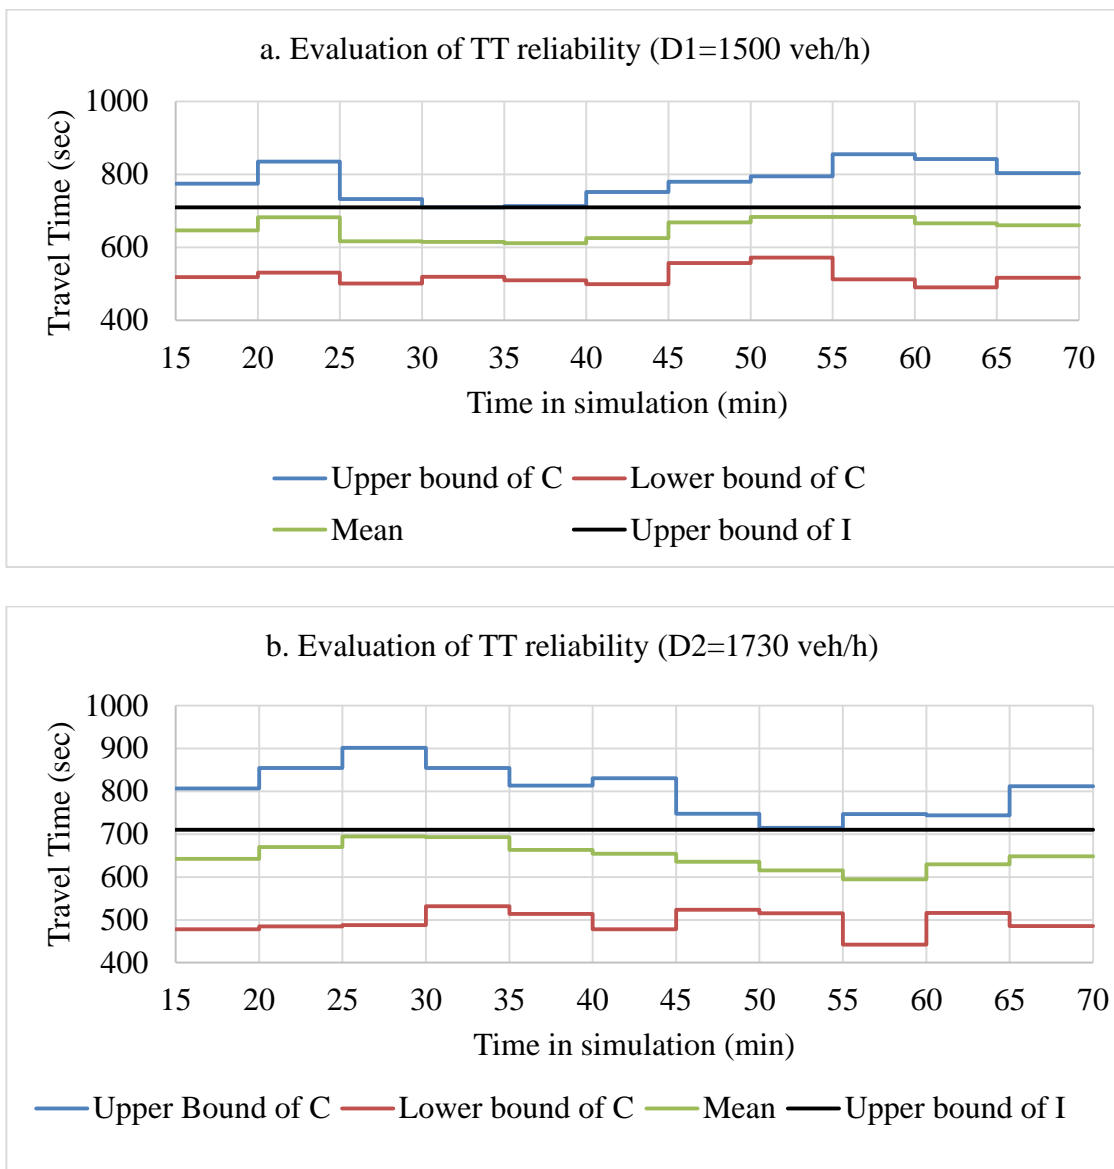 a. Evaluation of TT reliability (D1=1500 veh/h)
1000
800
600
400
Travel Time (sec)
15 20 25 30 35 40 45 50 55 60 65 70
Time in simulation (min)
Upper bound of C Lower bound of C
Mean Upper bound of I
b. Evaluation of TT reliability (D2=1730 veh/h)
1000
900
800
700
600
500
400
Travel Time (sec)
15 20 25 30 35 40 45 50 55 60 65 70
Time in simulation (min)
Upper Bound of C Lower bound of C Mean Upper bound of I